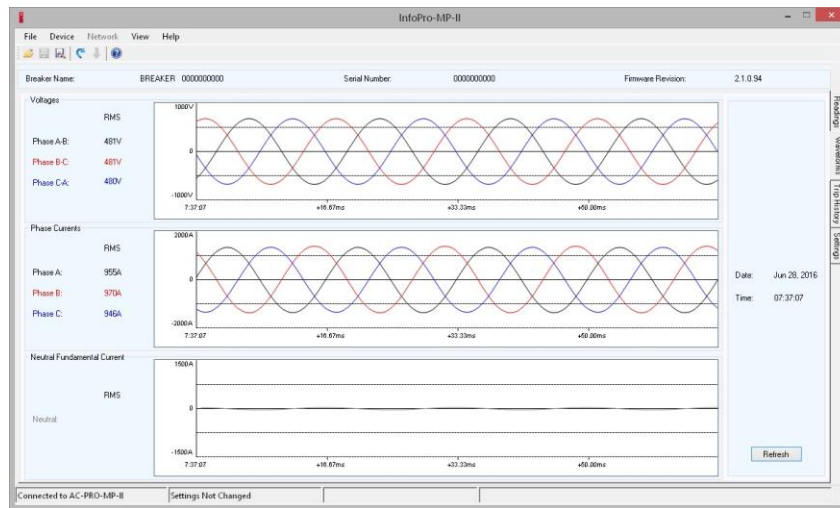 InfoPro-MP-II
File Device Network View Help
Breaker Name: BREAKER 0000000000 Serial Number: 0000000000 Firmware Revision: 2.1.0.94
Readings
Waveforms
Trip History
Settings
Voltages
RMS
Phase A-B: 481V
Phase B-C: 481V
Phase C-A: 480V
1000V
0
-1000V
7:37:07 +16.67ms +33.33ms +50.00ms
Phase Currents
RMS
Phase A: 955A
Phase B: 970A
Phase C: 946A
2000A
0
-2000A
7:37:07 +16.67ms +33.33ms +50.00ms
Neutral Fundamental Current
RMS
Neutral:
1500A
0
-1500A
7:37:07 +16.67ms +33.33ms +50.00ms
Date: Jun 28, 2016
Time: 07:37:07
Refresh
Connected to AC-PRO-MP-II Settings Not Changed